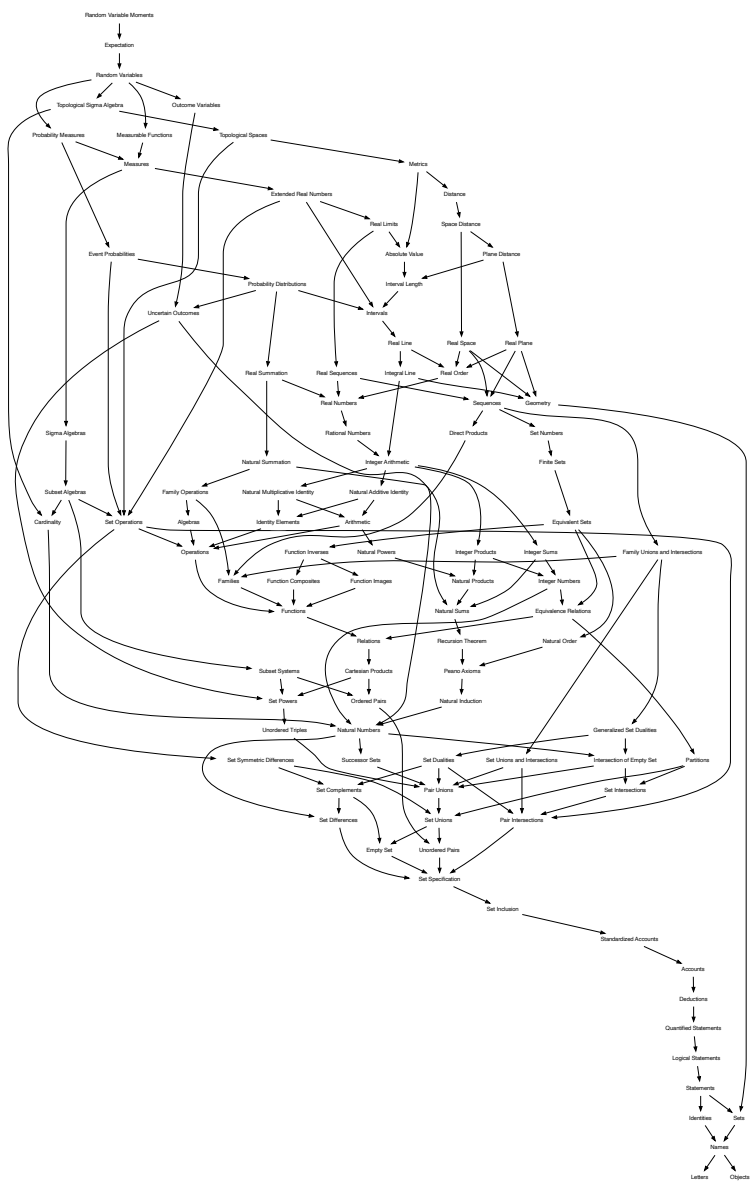 Random Variable Moments
Expectation
Random Variables
Topological Sigma Algebra
Outcome Variables
Probability Measures
Measurable Functions
Topological Spaces
Measures
Metrics
Extended Real Numbers
Distance
Real Limits
Space Distance
Event Probabilities
Absolute Value
Plane Distance
Probability Distributions
Interval Length
Uncertain Outcomes
Intervals
Real Line
Real Space
Real Plane
Real Summation
Real Sequences
Integral Line
Real Order
Real Numbers
Sequences
Geometry
Sigma Algebras
Rational Numbers
Direct Products
Set Numbers
Natural Summation
Integer Arithmetic
Finite Sets
Subset Algebras
Family Operations
Natural Multiplicative Identity
Natural Additive Identity
Cardinality
Set Operations
Algebras
Identity Elements
Arithmetic
Equivalent Sets
Operations
Function Inverses
Natural Powers
Integer Products
Integer Sums
Family Unions and Intersections
Families
Function Composites
Function Images
Natural Products
Integer Numbers
Functions
Natural Sums
Equivalence Relations
Relations
Recursion Theorem
Natural Order
Subset Systems
Cartesian Products
Peano Axioms
Set Powers
Ordered Pairs
Natural Induction
Unordered Triples
Natural Numbers
Generalized Set Dualities
Set Symmetric Differences
Successor Sets
Set Dualities
Set Unions and Intersections
Intersection of Empty Set
Partitions
Set Complements
Pair Unions
Set Intersections
Set Differences
Set Unions
Pair Intersections
Empty Set
Unordered Pairs
Set Specification
Set Inclusion
Standardized Accounts
Accounts
Deductions
Quantified Statements
Logical Statements
Statements
Identities
Sets
Names
Letters
Objects